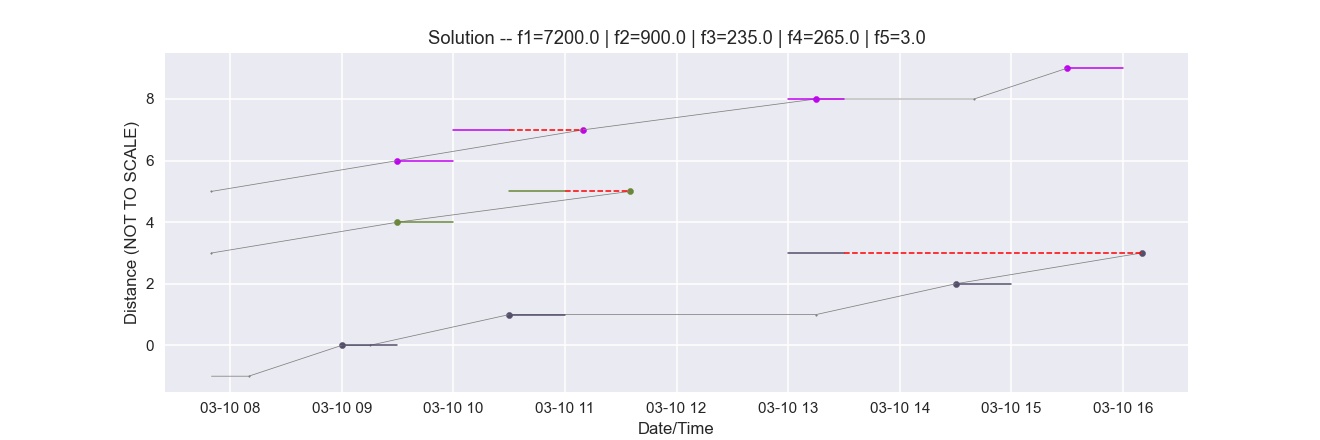 Solution -- f1=7200.0 | f2=900.0 | f3=235.0 | f4=265.0 | f5=3.0
Distance (NOT TO SCALE)
8
6
4
2
0
03-10 08 03-10 09 03-10 10 03-10 11 03-10 12 03-10 13 03-10 14 03-10 15 03-10 16
Date/Time